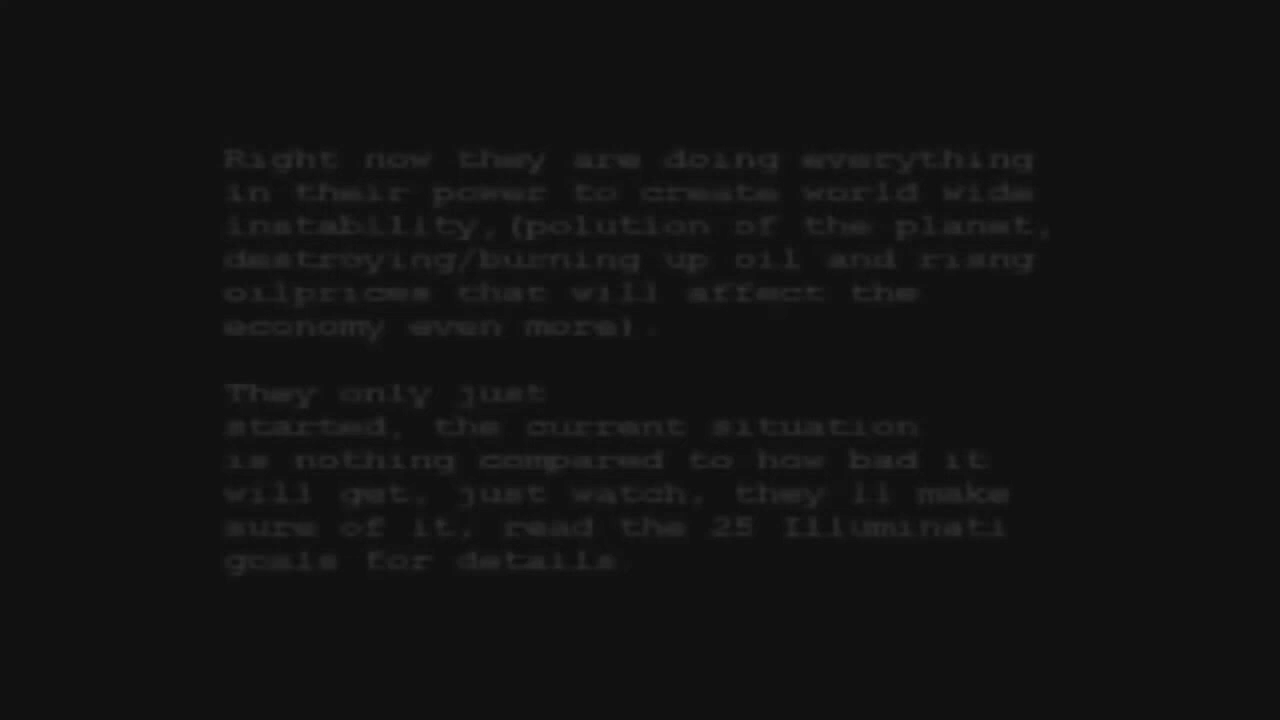 Right now they are doing everything
in their power to create world wide
instability,(polution of the planet,
destroying/burning up oil and risng
oilprices that will affect the
economy even more).
They only just
started, the current situation
is nothing compared to how bad it
will get, just watch, they ll make
sure of it, read the 25 Illuminati
goals for details.